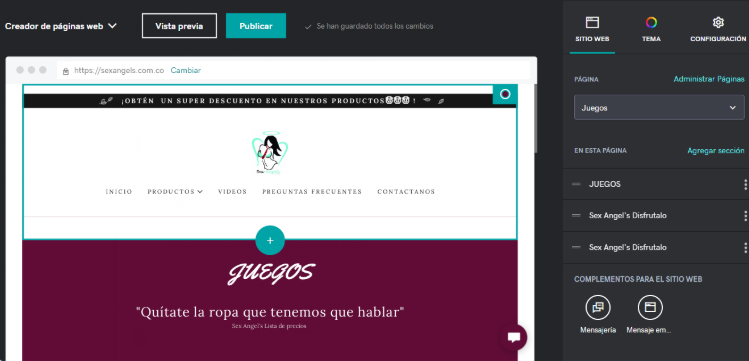 Creador de páginas web
Vista previa
Publicar
Se han guardado todos los cambios
SITIO WEB
TEMA
CONFIGURACIÓN
https://sexangels.com.co Cambiar
PÁGINA
Administrar Páginas
Juegos
¡OBTÉN UN SUPER DESCUENTO EN NUESTROS PRODUCTOS !
INICIO PRODUCTOS VIDEOS PREGUNTAS FRECUENTES CONTACTANOS
EN ESTA PÁGINA
Agregar sección
JUEGOS
Sex Angel's Disfrutalo
Sex Angel's Disfrutalo
COMPLEMENTOS PARA EL SITIO WEB
Mensajería
Mensaje em...
JUEGOS
"Quítate la ropa que tenemos que hablar"
Sex Angel's Lista de precios